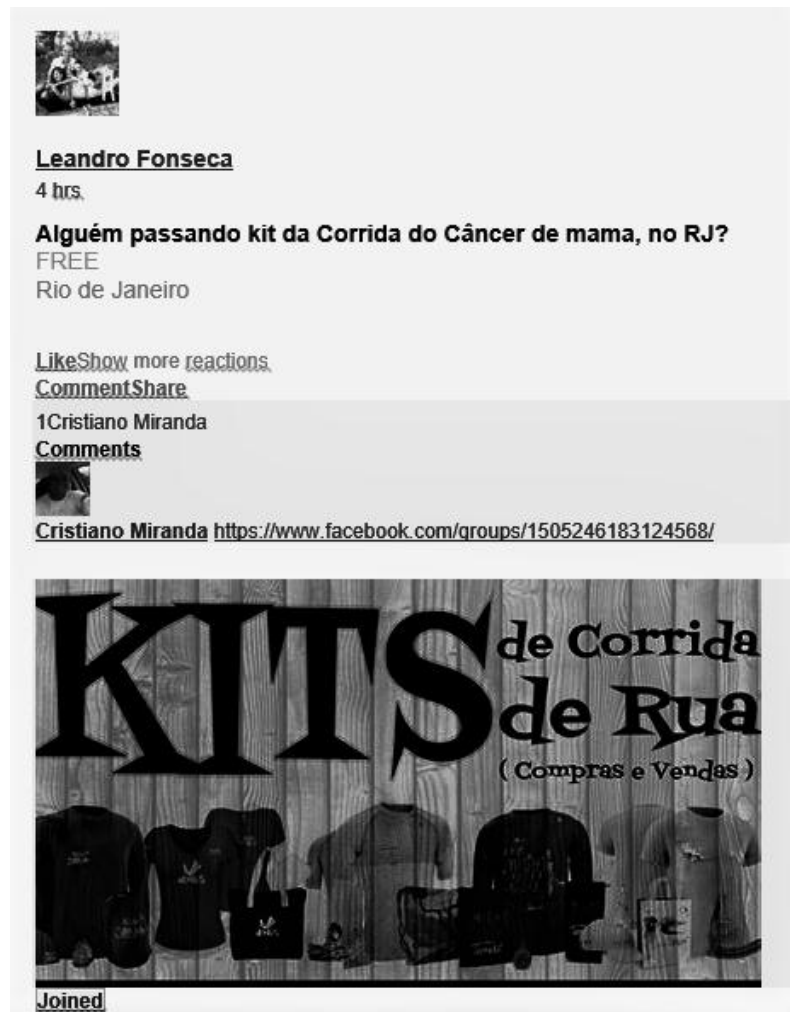 Leandro Fonseca
4 hrs
Alguém passando kit da Corrida do Câncer de mama, no RJ?
FREE
Rio de Janeiro
LikeShow more reactions
CommentShare
1Cristiano Miranda
Comments
Cristiano Miranda https://www.facebook.com/groups/1505246183124568/
KITS de Corrida
de Rua
( Compras e Vendas )
Joined